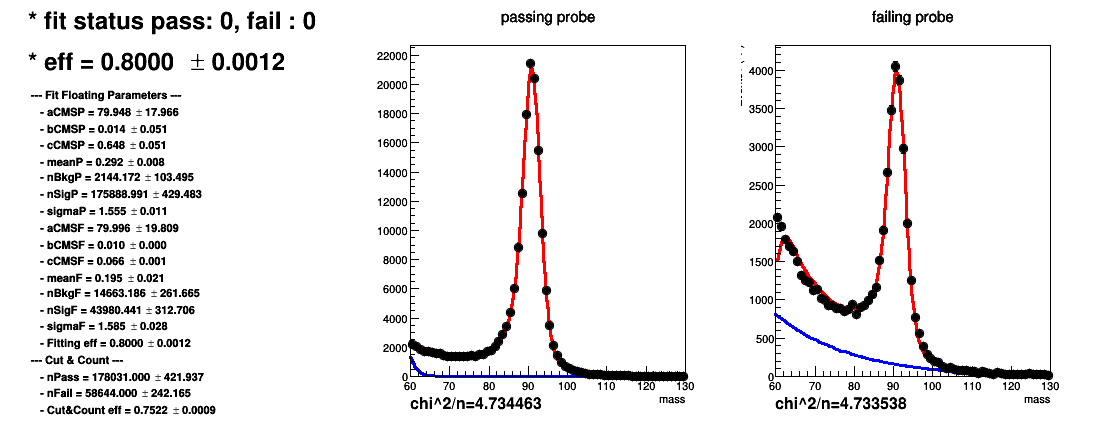 * fit status pass: 0, fail : 0
* eff = 0.8000 ± 0.0012
--- Fit Floating Parameters ---
- aCMSP = 79.948 ± 17.966
- bCMSP = 0.014 ± 0.051
- cCMSP = 0.648 ± 0.051
- meanP = 0.292 ± 0.008
- nBkgP = 2144.172 ± 103.495
- nSigP = 175888.991 ± 429.483
- sigmaP = 1.555 ± 0.011
- aCMSF = 79.996 ± 19.809
- bCMSF = 0.010 ± 0.000
- cCMSF = 0.066 ± 0.001
- meanF = 0.195 ± 0.021
- nBkgF = 14663.186 ± 261.665
- nSigF = 43980.441 ± 312.706
- sigmaF = 1.585 ± 0.028
- Fitting eff = 0.8000 ± 0.0012
--- Cut & Count ---
- nPass = 178031.000 ± 421.937
- nFail = 58644.000 ± 242.165
- Cut&Count eff = 0.7522 ± 0.0009
passing probe
22000
20000
18000
16000
14000
12000
10000
8000
6000
4000
2000
0
60 70 80 90 100 110 120 130
mass
chi^2/n=4.734463
failing probe
4000
3500
3000
2500
2000
1500
1000
500
0
60 70 80 90 100 110 120 130
mass
chi^2/n=4.733538